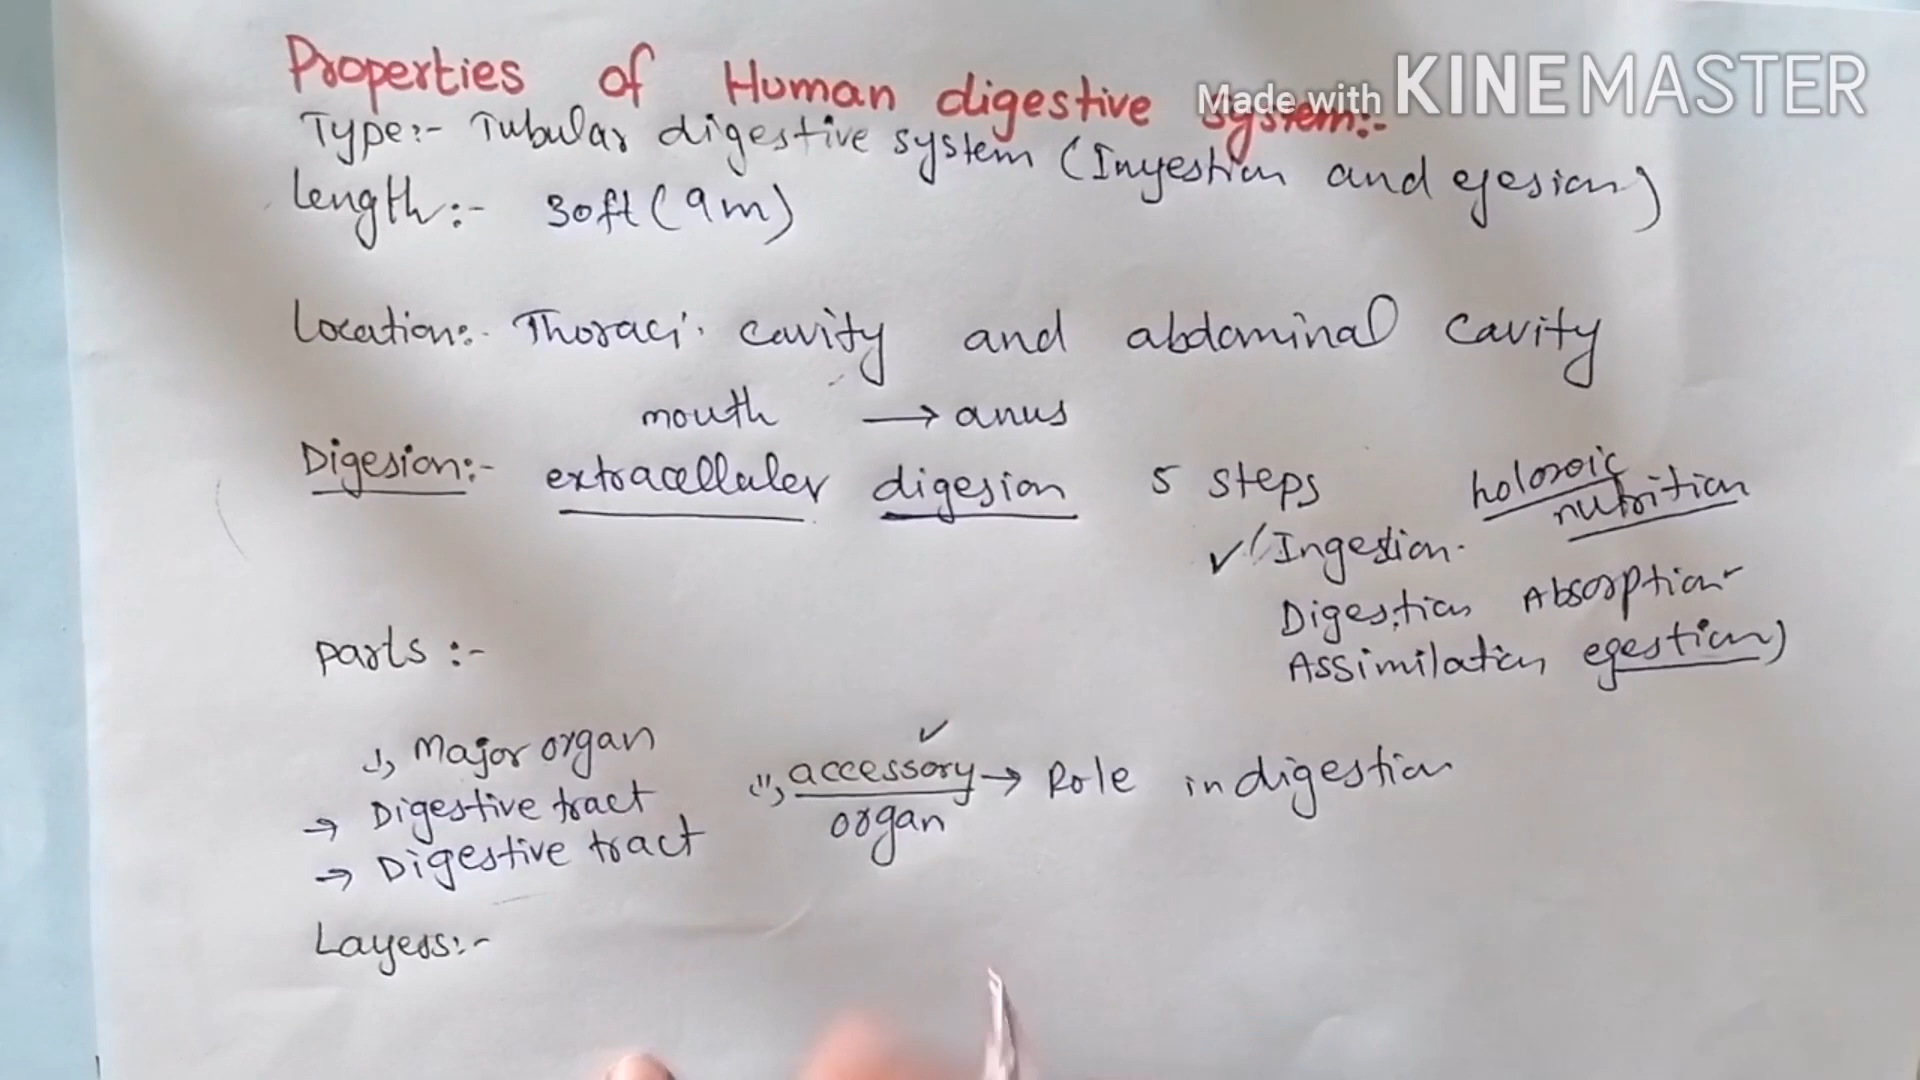 Properties of Human digestive system:-
Made with KINEMASTER
Type:- Tubular digestive system (Ingestion and egesion)
Length:- 30ft (9m)
Location:- Thoraci. cavity and abdominal cavity
mouth → anus
Digesion:- extracelluler digesion 5 steps holozoic
nutrition
✓(Ingestion.
Digestion Absorption-
Assimilation egestion)
Parts :-
i, Major organ ii, accessory → Role in digestion
organ
→ Digestive tract
→ Digestive tract
Layers:-